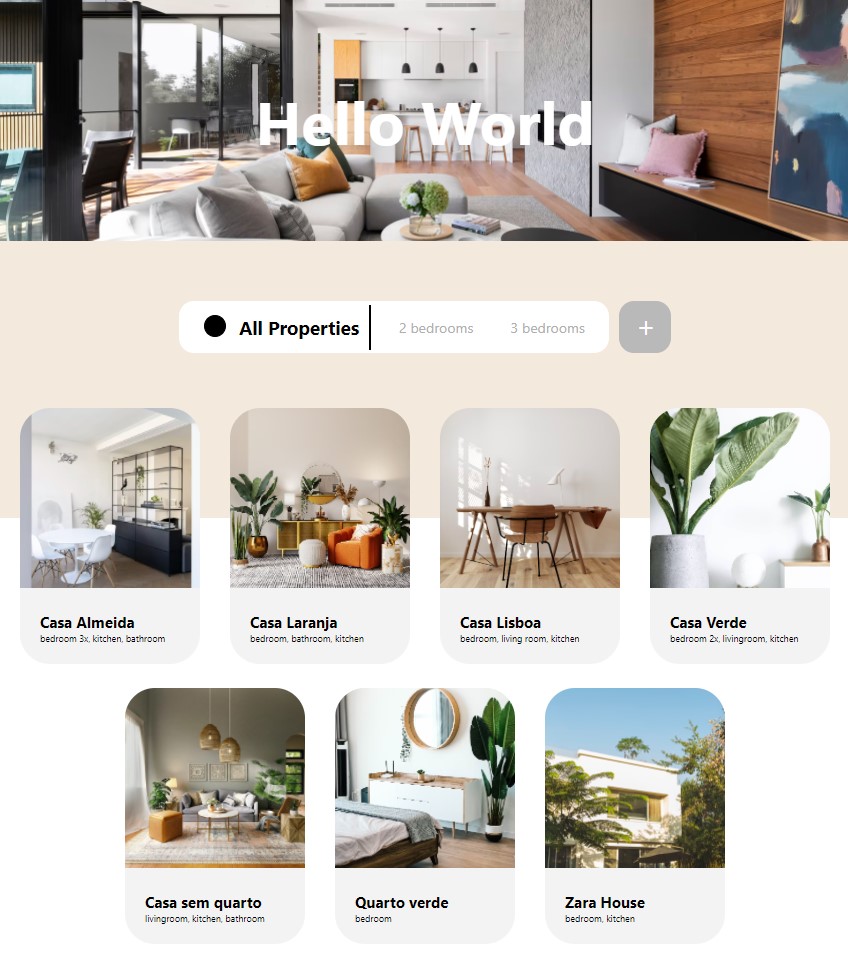 Hello World
All Properties
2 bedrooms
3 bedrooms
+
Casa Almeida
bedroom 3x, kitchen, bathroom
Casa Laranja
bedroom, bathroom, kitchen
Casa Lisboa
bedroom, living room, kitchen
Casa Verde
bedroom 2x, livingroom, kitchen
Casa sem quarto
livingroom, kitchen, bathroom
Quarto verde
bedroom
Zara House
bedroom, kitchen